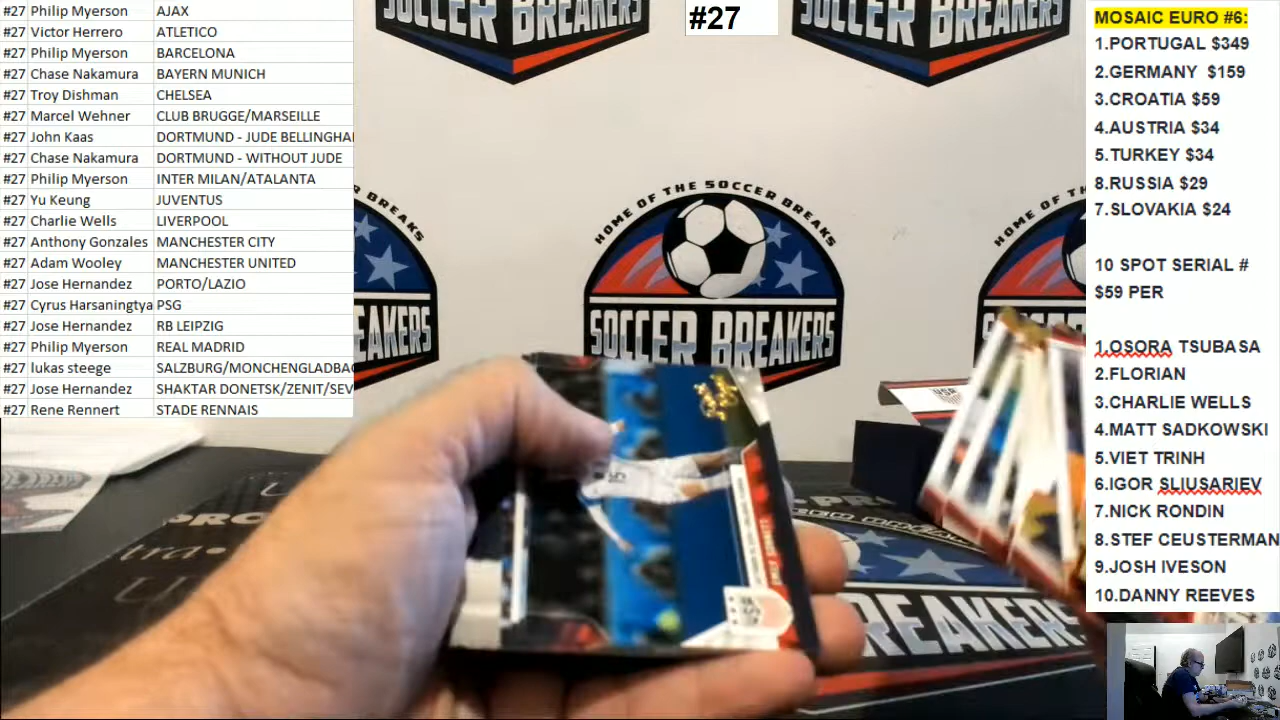 #27 Philip Myerson AJAX
#27 Victor Herrero ATLETICO
#27 Philip Myerson BARCELONA
#27 Chase Nakamura BAYERN MUNICH
#27 Troy Dishman CHELSEA
#27 Marcel Wehner CLUB BRUGGE/MARSEILLE
#27 John Kaas DORTMUND - JUDE BELLINGHA
#27 Chase Nakamura DORTMUND - WITHOUT JUDE
#27 Philip Myerson INTER MILAN/ATALANTA
#27 Yu Keung JUVENTUS
#27 Charlie Wells LIVERPOOL
#27 Anthony Gonzales MANCHESTER CITY
#27 Adam Wooley MANCHESTER UNITED
#27 Jose Hernandez PORTO/LAZIO
#27 Cyrus Harsaningtya PSG
#27 Jose Hernandez RB LEIPZIG
#27 Philip Myerson REAL MADRID
#27 lukas steege SALZBURG/MONCHENGLADBAC
#27 Jose Hernandez SHAKTAR DONETSK/ZENIT/SEV
#27 Rene Rennert STADE RENNAIS
SOCCER BREAKERS
#27
SOCCER BREAKERS
R BREAKS
EAKERS
HOME OF THE SOCCER BREAKS
SOCCER BREAKERS
HOME OF T
SOC
BREAKERS
MOSAIC EURO #6:
1.PORTUGAL $349
2.GERMANY $159
3.CROATIA $59
4.AUSTRIA $34
5.TURKEY $34
8.RUSSIA $29
7.SLOVAKIA $24
10 SPOT SERIAL #
$59 PER
1.OSORA TSUBASA
2.FLORIAN
3.CHARLIE WELLS
4.MATT SADKOWSKI
5.VIET TRINH
6.IGOR SLIUSARIEV
7.NICK RONDIN
8.STEF CEUSTERMAN
9.JOSH IVESON
10.DANNY REEVES